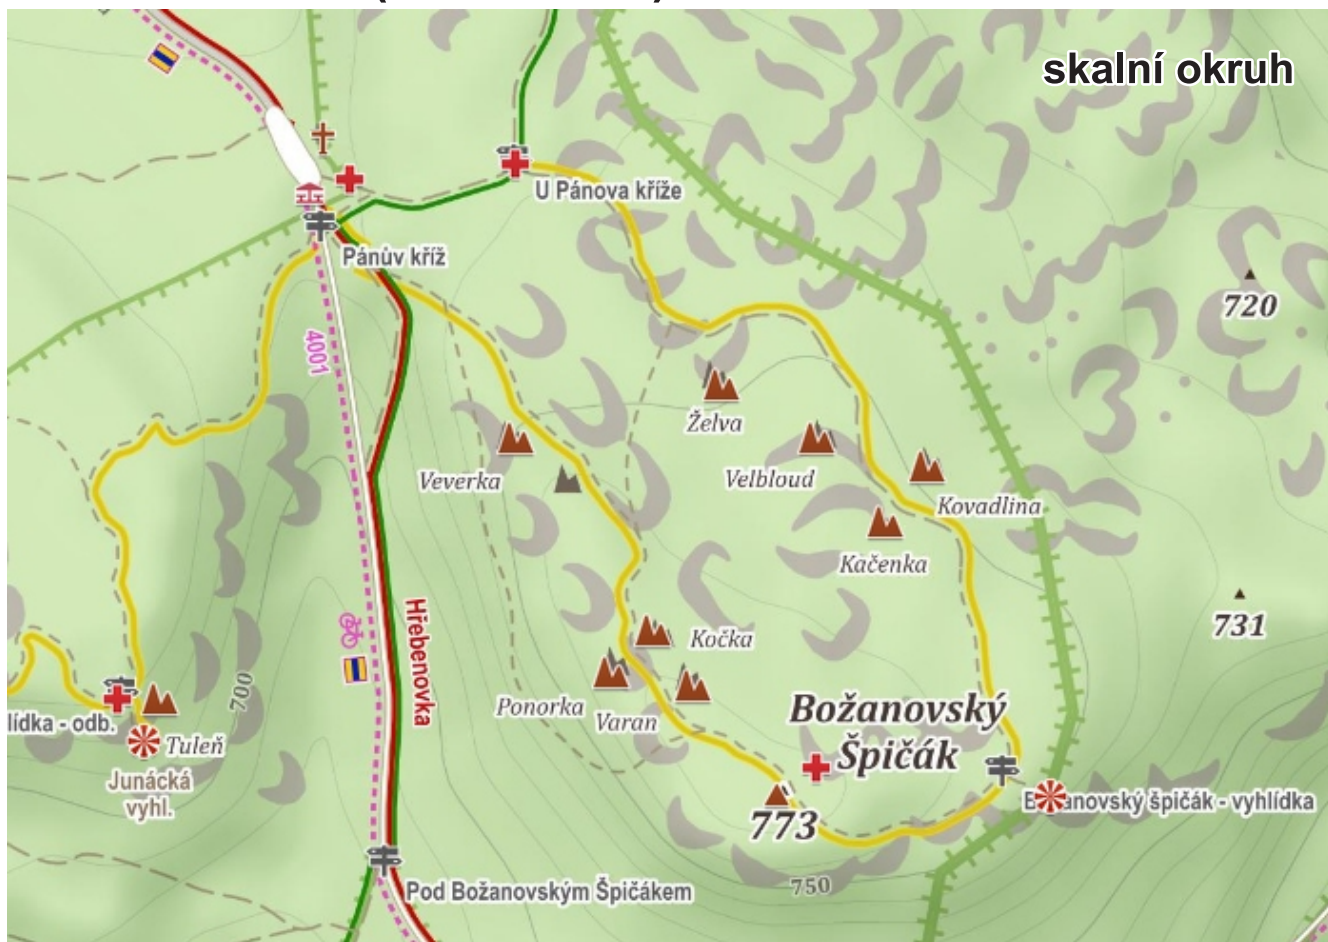 skalní okruh
U Pánova kříže
Pánův kříž
720
4001
Želva
Veverka
Velbloud
Kovadlina
Kačenka
731
Hřebenovka
Kočka
700
Ponorka
Varan
Božanovský
Špičák
lídka - odb.
Tuleň
Junácká
vyhl.
773
anovský špičák - vyhlídka
750
Pod Božanovským Špičákem